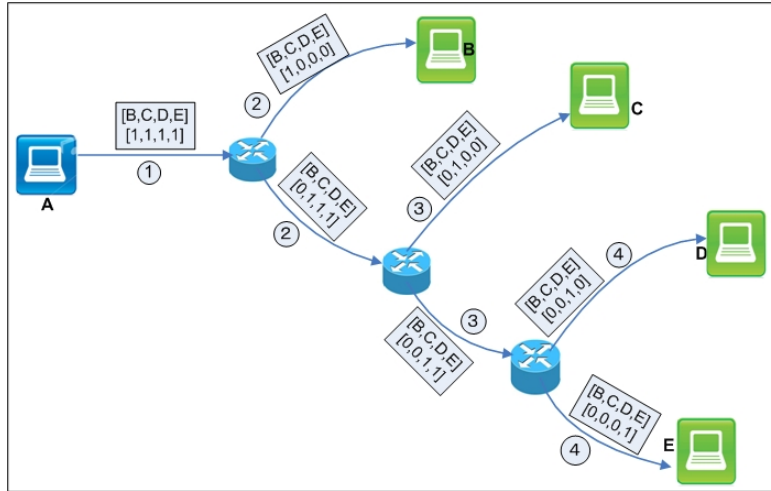 [B,C,D,E]
[1,0,0,0]
B
2
[B,C,D,E]
[1,1,1,1]
1
A
C
[B,C,D,E]
[0,1,0,0]
3
[B,C,D,E]
[0,1,1,1]
2
4
D
[B,C,D,E]
[0,0,1,0]
3
[B,C,D,E]
[0,0,1,1]
[B,C,D,E]
[0,0,0,1]
4
E